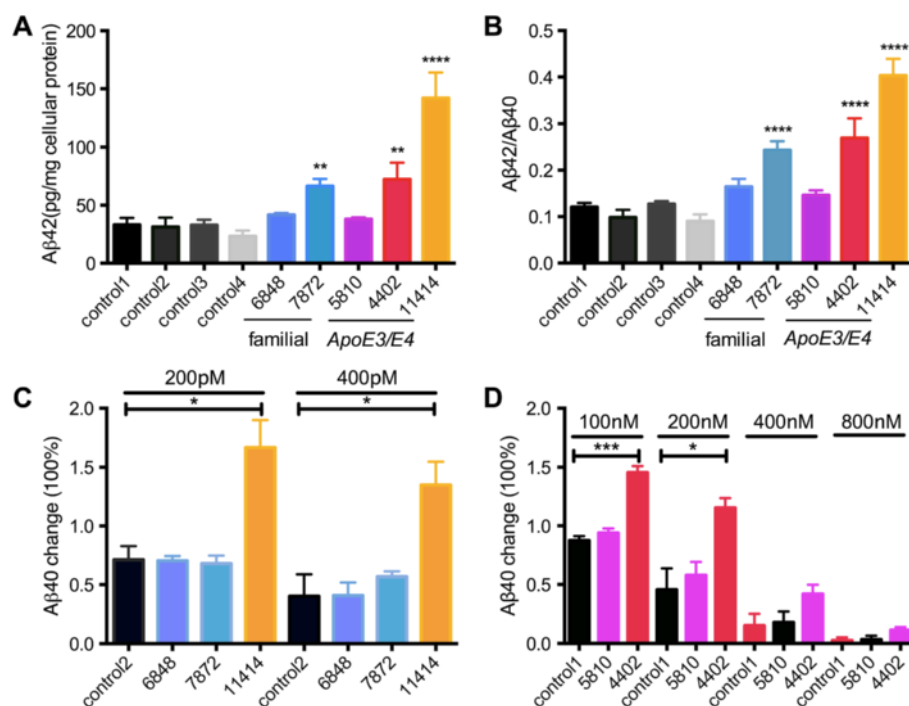 A
Aβ42(pg/mg cellular protein)
200
150
100
50
0
**
**
****
control1
control2
control3
control4
6848
7872
5810
4402
11414
familial
ApoE3/E4
B
Aβ42/Aβ40
0.5
0.4
0.3
0.2
0.1
0.0
****
****
****
control1
control2
control3
control4
6848
7872
5810
4402
11414
familial
ApoE3/E4
C
Aβ40 change (100%)
2.0
1.5
1.0
0.5
0.0
200pM
400pM
*
*
control2
6848
7872
11414
control2
6848
7872
11414
D
Aβ40 change (100%)
2.0
1.5
1.0
0.5
0.0
100nM
200nM
400nM
800nM
***
*
control1
5810
4402
control1
5810
4402
control1
5810
4402
control1
5810
4402